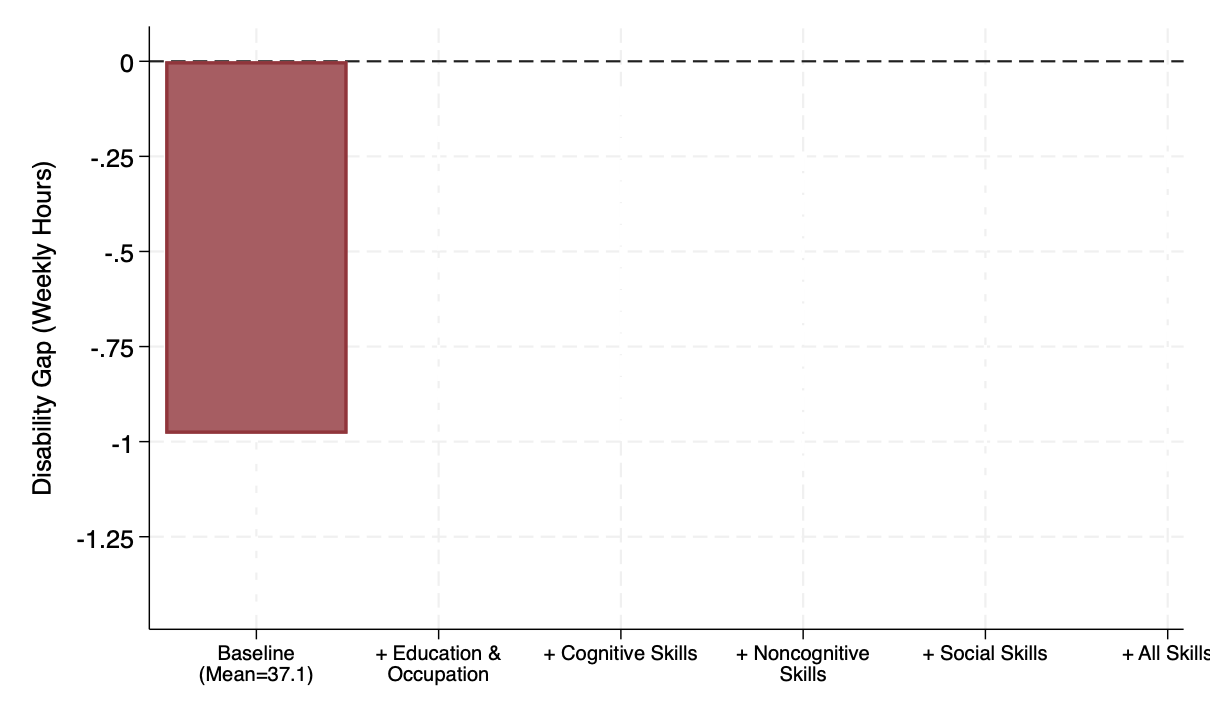 Disability Gap (Weekly Hours)
0
-.25
-.5
-.75
-1
-1.25
Baseline
(Mean=37.1)
+ Education &
Occupation
+ Cognitive Skills
+ Noncognitive
Skills
+ Social Skills
+ All Skills